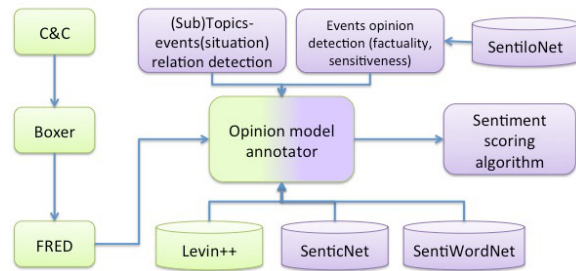 C&C
(Sub)Topics-
events(situation)
relation detection
Events opinion
detection (factuality,
sensitiveness)
SentiloNet
Boxer
Opinion model
annotator
Sentiment
scoring
algorithm
FRED
Levin++
SenticNet
SentiWordNet